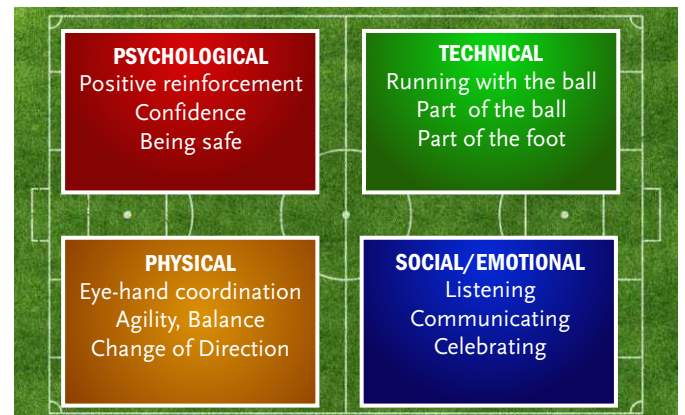 PSYCHOLOGICAL
Positive reinforcement
Confidence
Being safe
TECHNICAL
Running with the ball
Part of the ball
Part of the foot
PHYSICAL
Eye-hand coordination
Agility, Balance
Change of Direction
SOCIAL/EMOTIONAL
Listening
Communicating
Celebrating